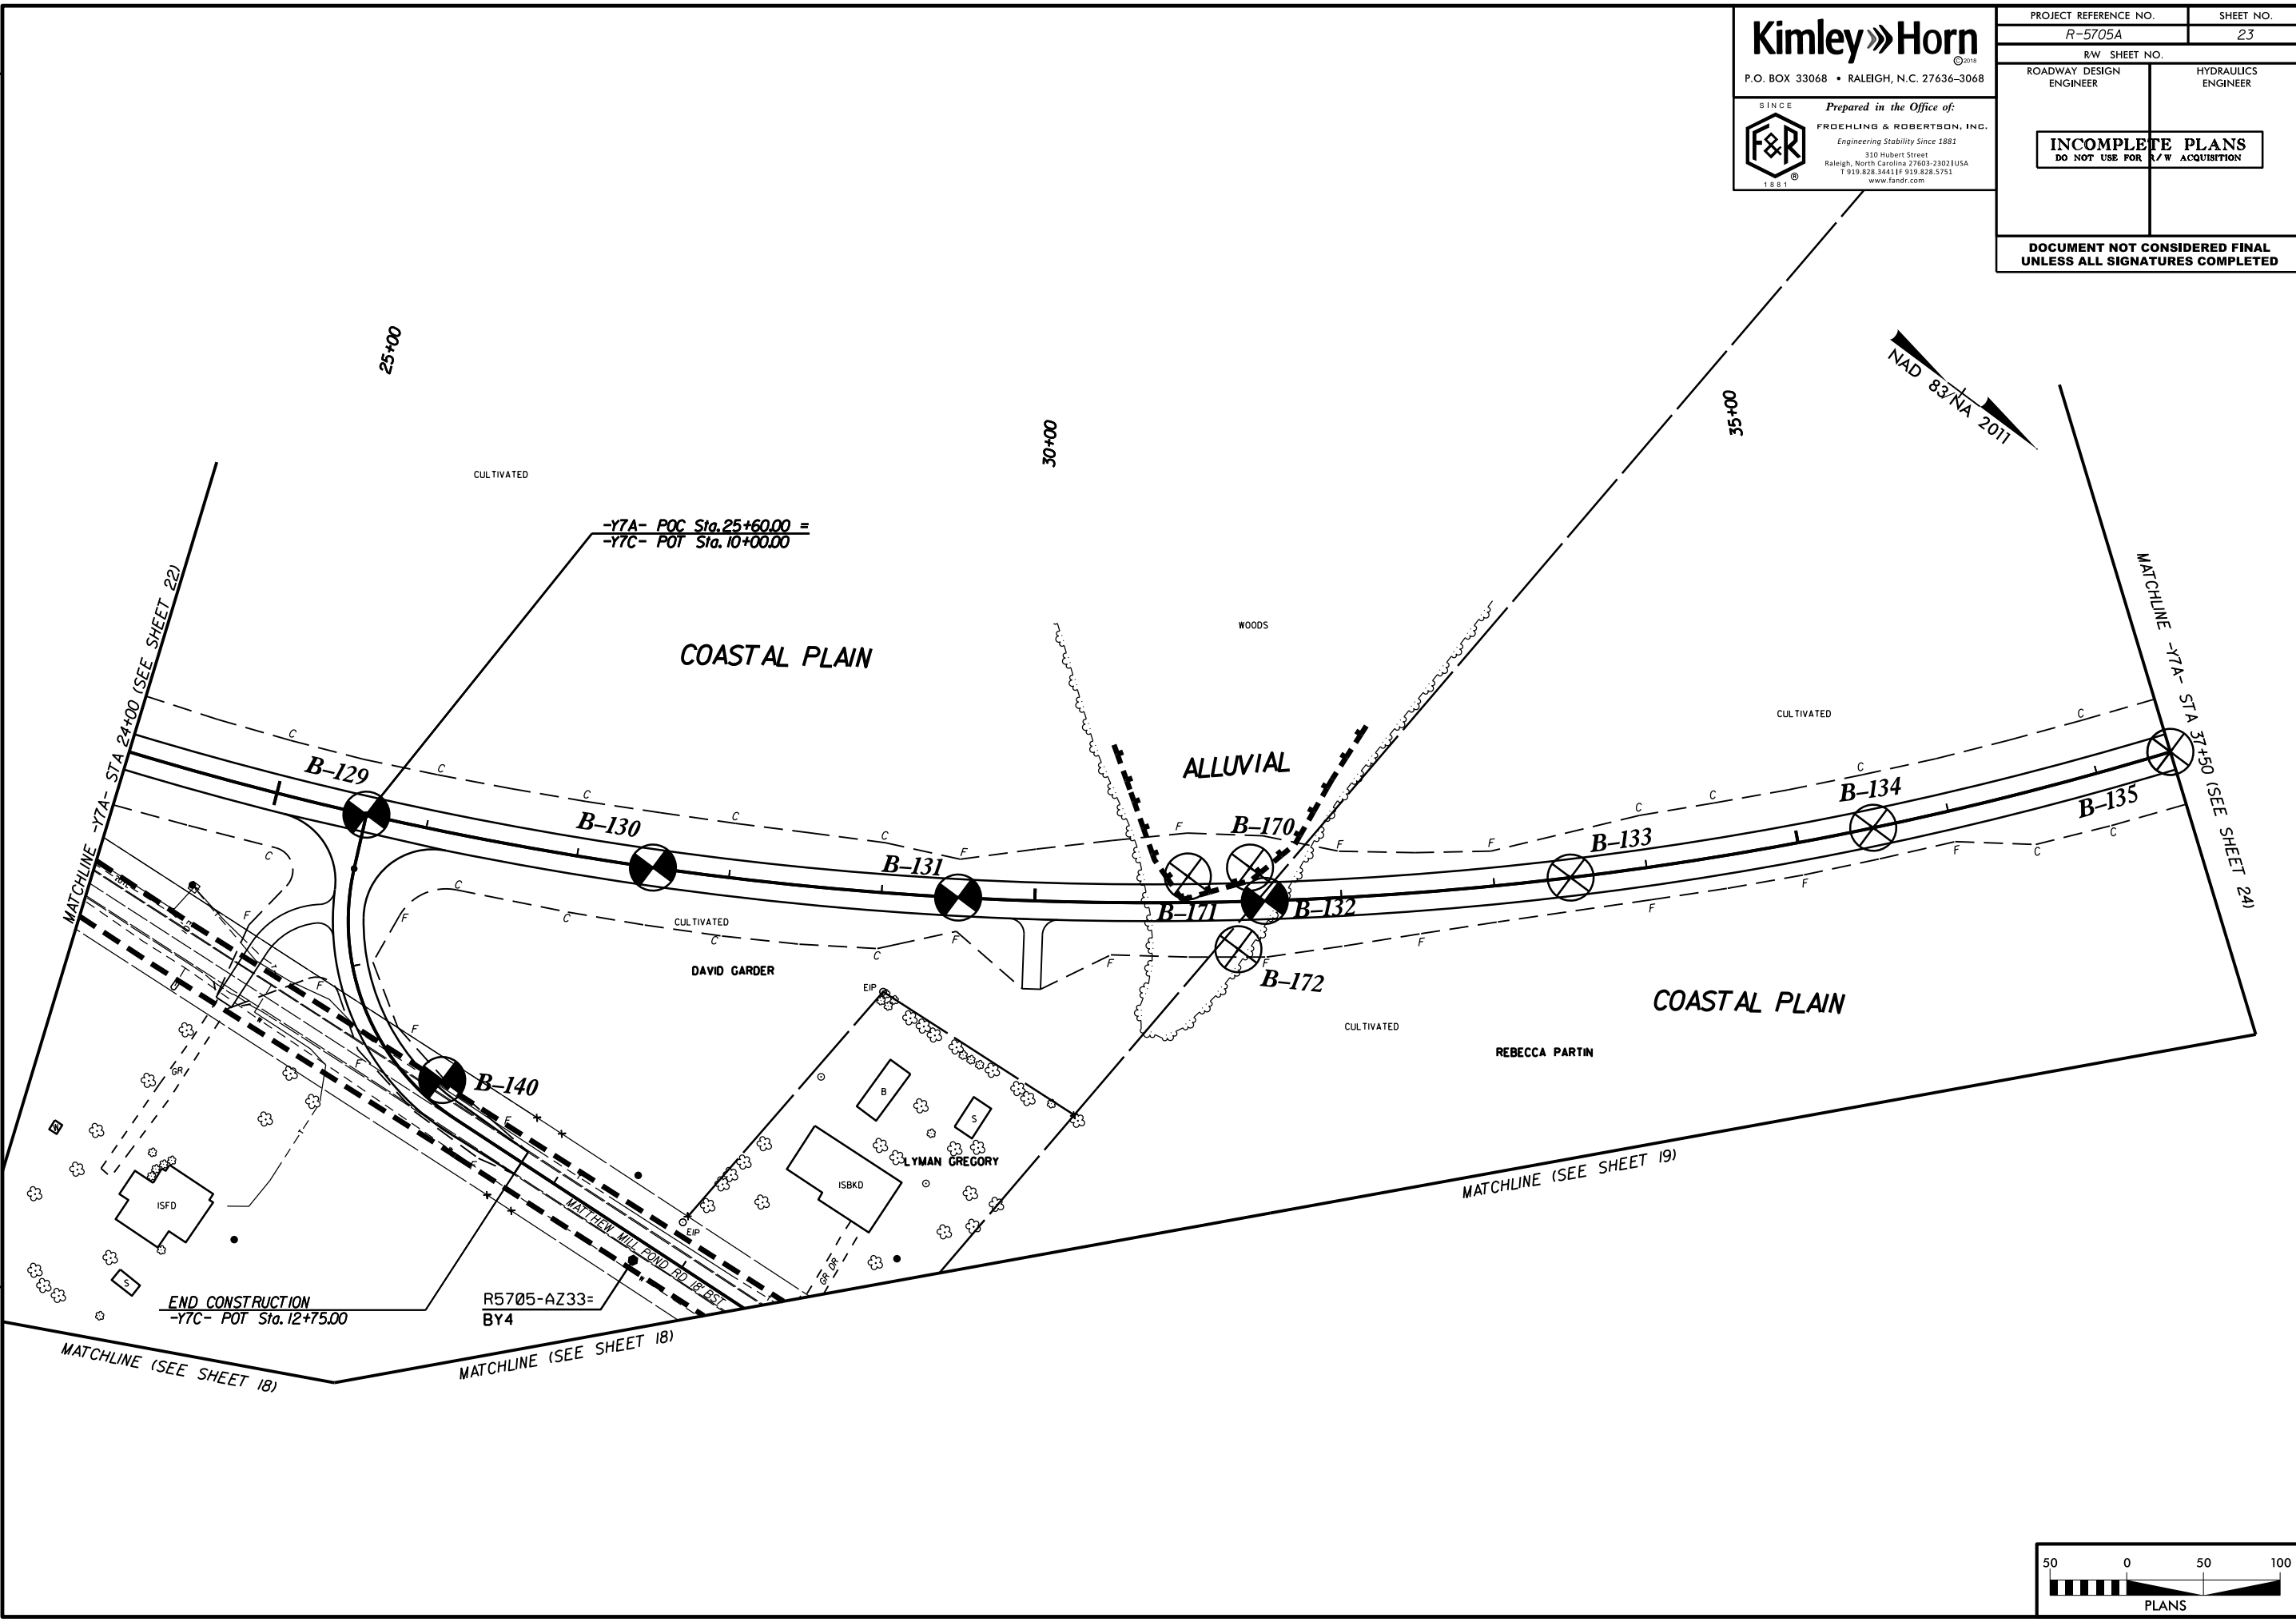 Kimley»Horn
©2018
P.O. BOX 33068 • RALEIGH, N.C. 27636-3068
SINCE
F&R
®
1881
Prepared in the Office of:
FROEHLING & ROBERTSON, INC.
Engineering Stability Since 1881
310 Hubert Street
Raleigh, North Carolina 27603-2302 I USA
T 919.828.3441 I F 919.828.5751
www.fandr.com
PROJECT REFERENCE NO.
SHEET NO.
R-5705A
23
RW SHEET NO.
ROADWAY DESIGN
ENGINEER
HYDRAULICS
ENGINEER
INCOMPLETE PLANS
DO NOT USE FOR R/W ACQUISITION
DOCUMENT NOT CONSIDERED FINAL
UNLESS ALL SIGNATURES COMPLETED
25+00
30+00
35+00
NAD 83/NA 2011
CULTIVATED
-Y7A- POC Sta. 25+60.00 =
-Y7C- POT Sta. 10+00.00
MATCHLINE -Y7A- STA 24+00 (SEE SHEET 22)
MATCHLINE -Y7A- STA 37+50 (SEE SHEET 24)
COASTAL PLAIN
WOODS
ALLUVIAL
CULTIVATED
B-129
B-130
B-131
B-170
B-171
B-132
B-172
B-133
B-134
B-135
B-140
CULTIVATED
DAVID GARDER
EIP
CULTIVATED
COASTAL PLAIN
REBECCA PARTIN
GR
B
S
LYMAN GREGORY
ISBKD
ISFD
S
EIP
GR DR
MATTHEW MILL POND RD 18' BST
END CONSTRUCTION
-Y7C- POT Sta. 12+75.00
R5705-AZ33=
BY4
MATCHLINE (SEE SHEET 18)
MATCHLINE (SEE SHEET 18)
MATCHLINE (SEE SHEET 19)
50 0 50 100
PLANS